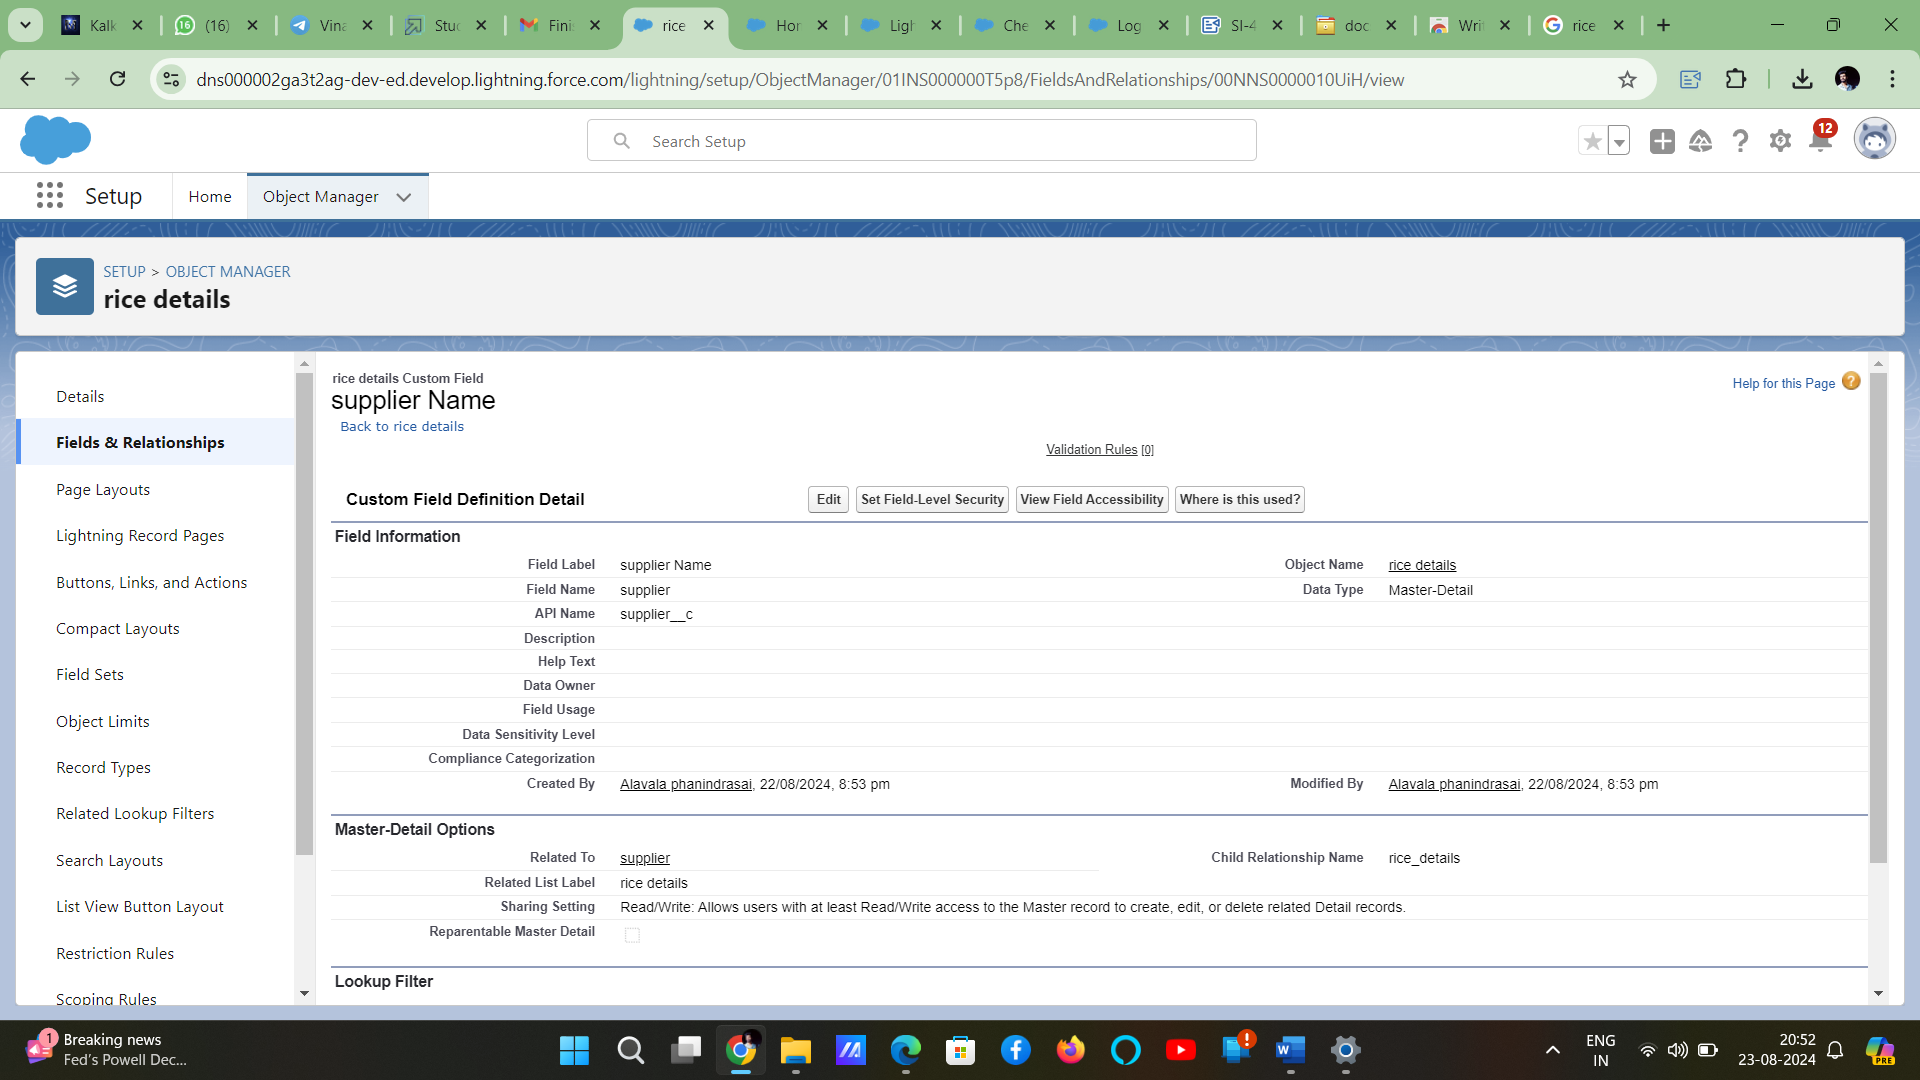 Kalk
(16)
Vina
Stuc
Finis
rice
Hor
Ligh
Che
Log
SI-4
doc
Writ
rice
dns000002ga3t2ag-dev-ed.develop.lightning.force.com/lightning/setup/ObjectManager/01INS000000T5p8/FieldsAndRelationships/00NNS0000010UiH/view
Search Setup
12
Setup
Home
Object Manager
SETUP > OBJECT MANAGER
rice details
Details
Fields & Relationships
Page Layouts
Lightning Record Pages
Buttons, Links, and Actions
Compact Layouts
Field Sets
Object Limits
Record Types
Related Lookup Filters
Search Layouts
List View Button Layout
Restriction Rules
Scoping Rules
rice details Custom Field
supplier Name
Back to rice details
Help for this Page
Validation Rules [0]
Custom Field Definition Detail
Edit
Set Field-Level Security
View Field Accessibility
Where is this used?
Field Information
Field Label supplier Name
Object Name rice details
Field Name supplier
Data Type Master-Detail
API Name supplier__c
Description
Help Text
Data Owner
Field Usage
Data Sensitivity Level
Compliance Categorization
Created By Alavala phanindrasai, 22/08/2024, 8:53 pm
Modified By Alavala phanindrasai, 22/08/2024, 8:53 pm
Master-Detail Options
Related To supplier
Child Relationship Name rice_details
Related List Label rice details
Sharing Setting Read/Write: Allows users with at least Read/Write access to the Master record to create, edit, or delete related Detail records.
Reparentable Master Detail
Lookup Filter
1
Breaking news
Fed's Powell Dec...
ENG
IN
20:52
23-08-2024
PRE